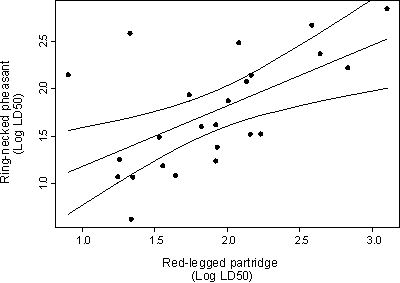 Ring-necked pheasant
(Log LD50)
2.5
2.0
1.5
1.0
1.0 1.5 2.0 2.5 3.0
Red-legged partridge
(Log LD50)